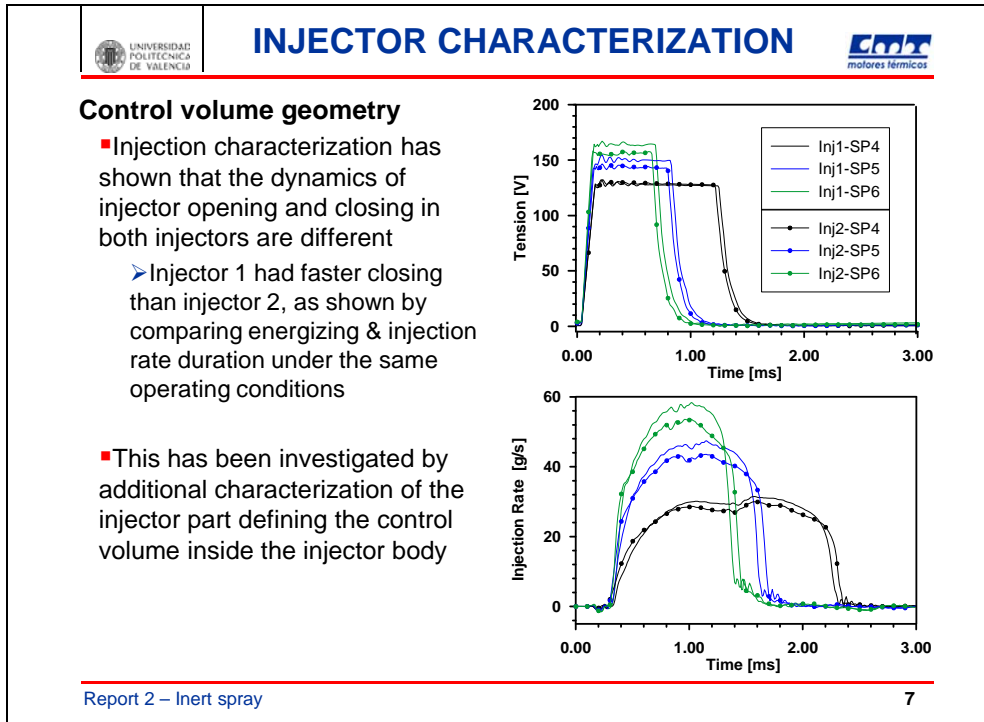 UNIVERSIDAD
POLITECNICA
DE VALENCIA
INJECTOR CHARACTERIZATION
motores térmicos
Control volume geometry
Injection characterization has
shown that the dynamics of
injector opening and closing in
both injectors are different
Injector 1 had faster closing
than injector 2, as shown by
comparing energizing & injection
rate duration under the same
operating conditions
This has been investigated by
additional characterization of the
injector part defining the control
volume inside the injector body
200
150
100
50
0
Tension [V]
Inj1-SP4
Inj1-SP5
Inj1-SP6
Inj2-SP4
Inj2-SP5
Inj2-SP6
0.00 1.00 2.00 3.00
Time [ms]
60
40
20
0
Injection Rate [g/s]
0.00 1.00 2.00 3.00
Time [ms]
Report 2 – Inert spray
7